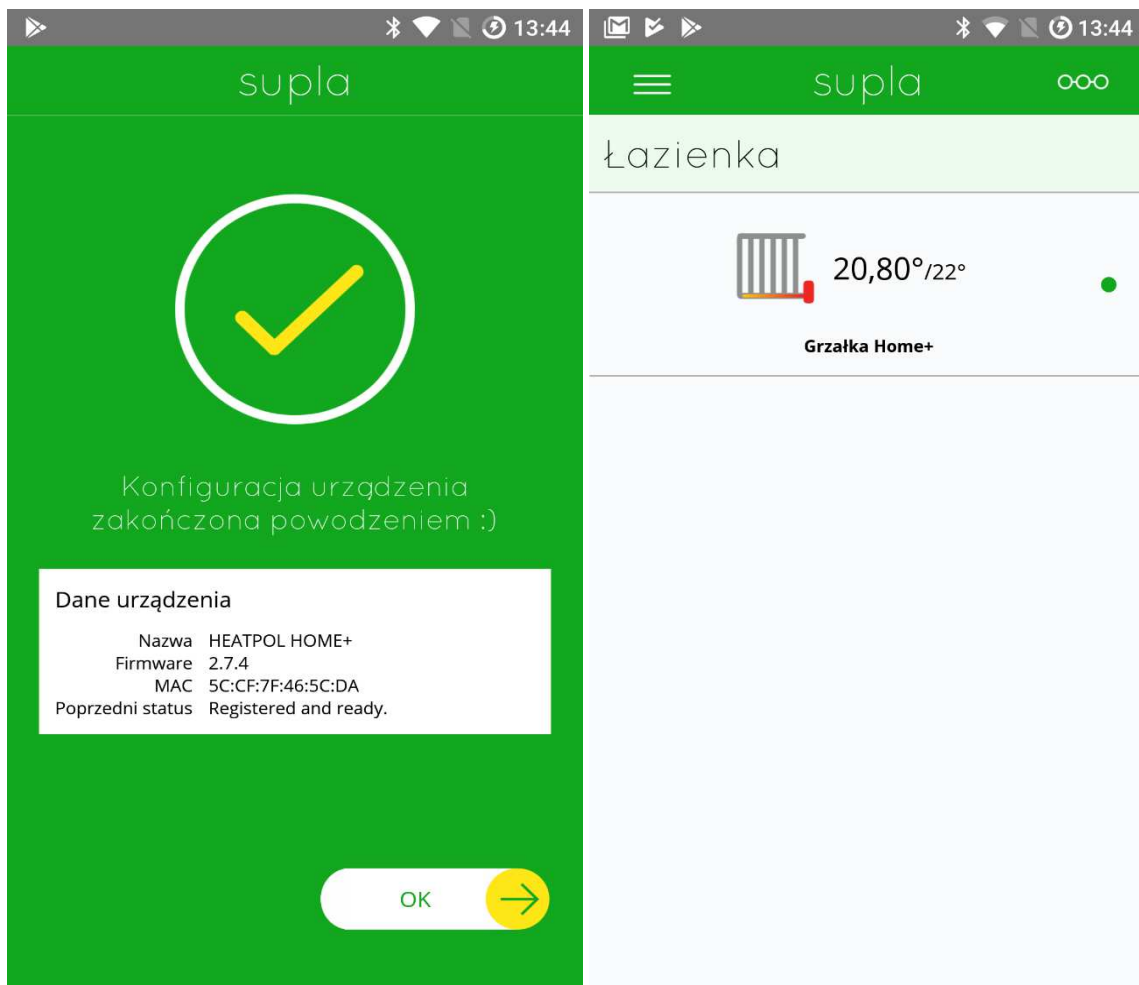 13:44
supla
Konfiguracja urządzenia
zakończona powodzeniem :)
Dane urządzenia
Nazwa HEATPOL HOME+
Firmware 2.7.4
MAC 5C:CF:7F:46:5C:DA
Poprzedni status Registered and ready.
OK
13:44
supla
Łazienka
20,80°/22°
Grzałka Home+